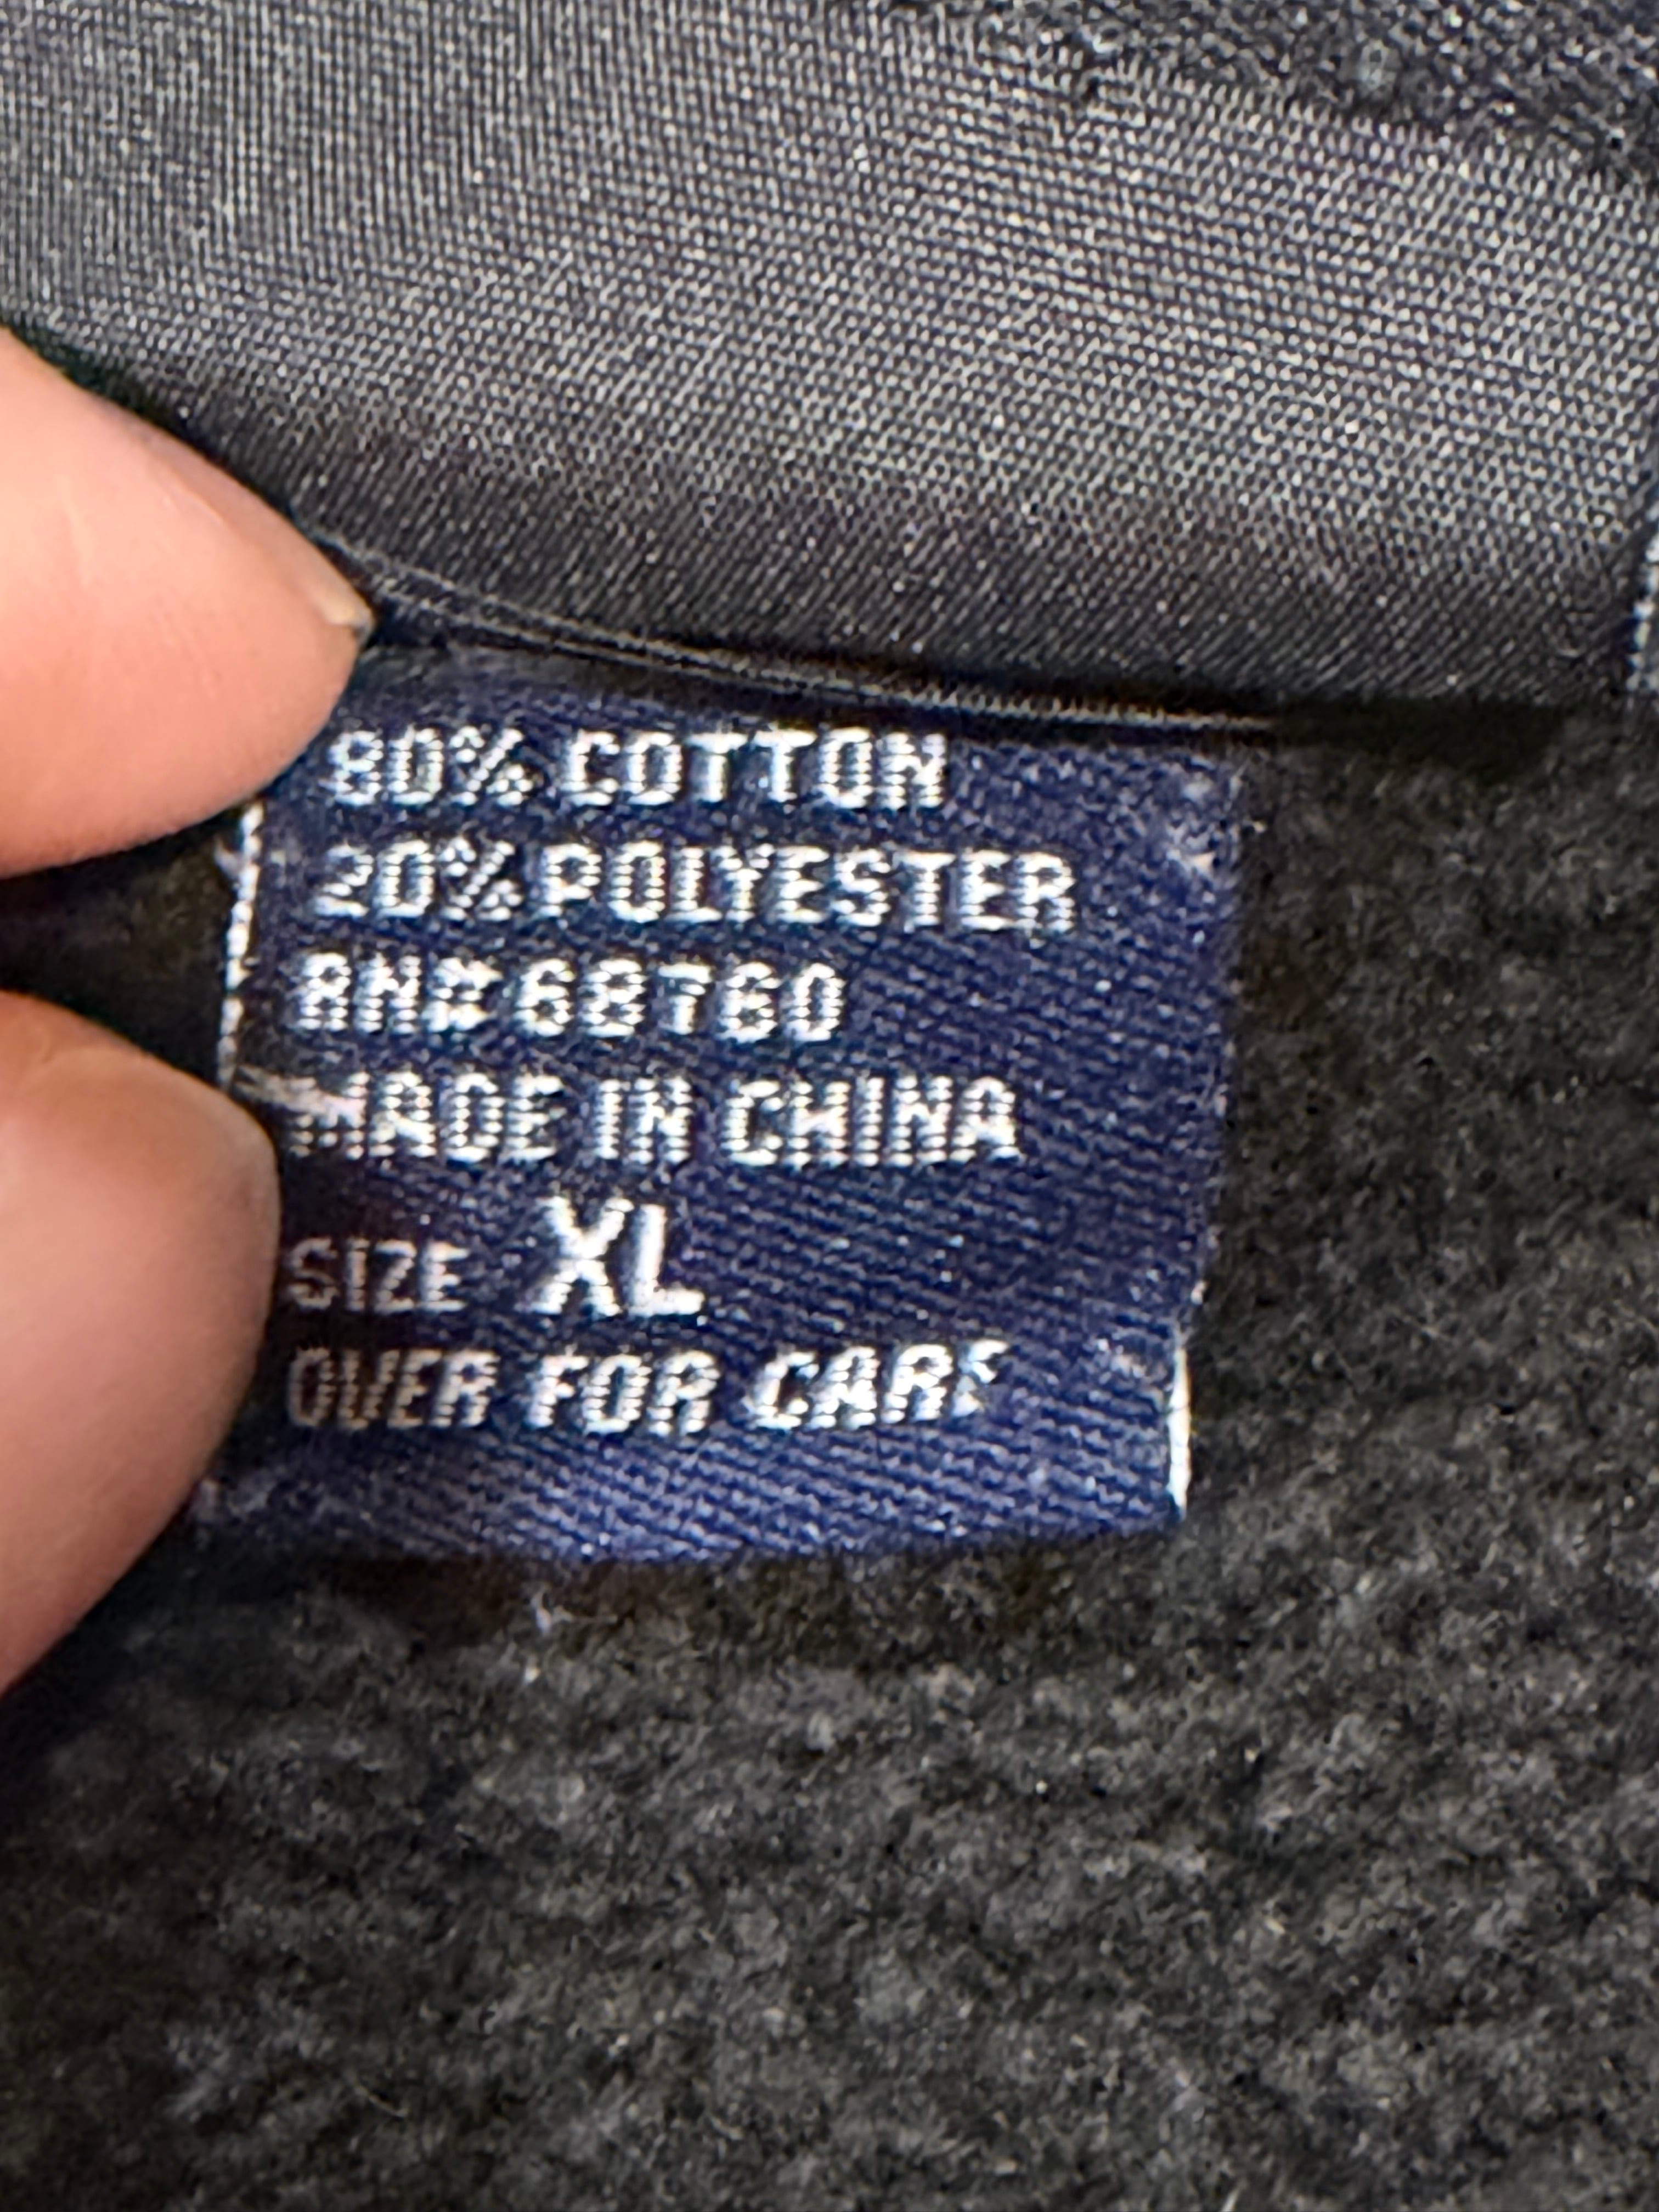 80% COTTON
20% POLYESTER
RN# 68760
MADE IN CHINA
SIZE XL
OVER FOR CARE